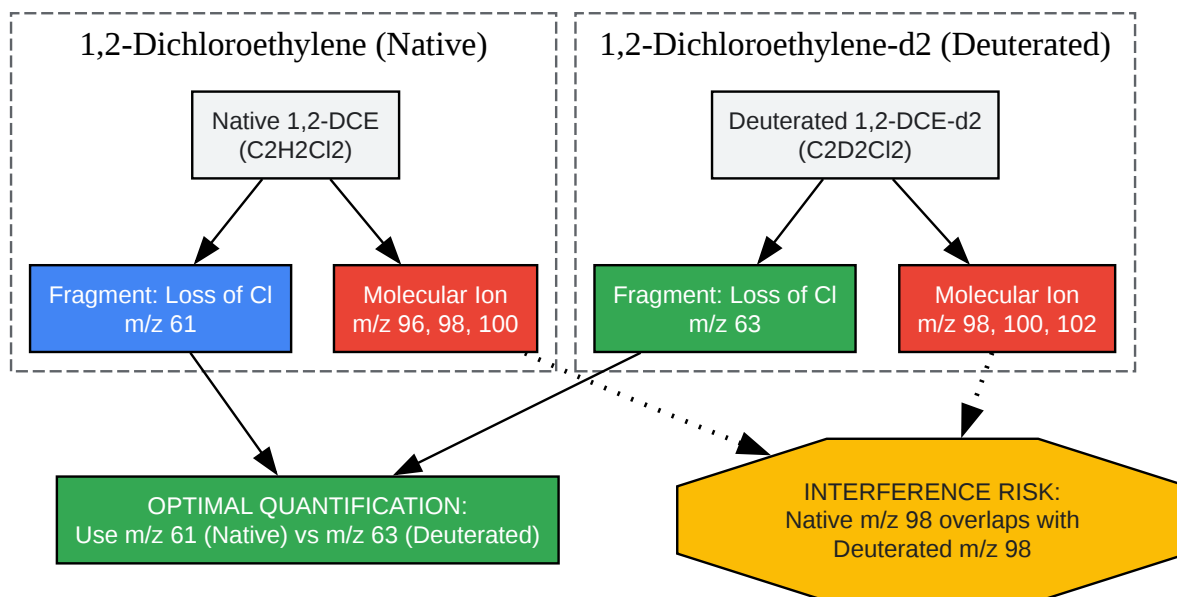 1,2-Dichloroethylene (Native)
1,2-Dichloroethylene-d2 (Deuterated)
Native 1,2-DCE
(C2H2Cl2)
Deuterated 1,2-DCE-d2
(C2D2Cl2)
Fragment: Loss of Cl
m/z 61
Molecular Ion
m/z 96, 98, 100
Fragment: Loss of Cl
m/z 63
Molecular Ion
m/z 98, 100, 102
OPTIMAL QUANTIFICATION:
Use m/z 61 (Native) vs m/z 63 (Deuterated)
INTERFERENCE RISK:
Native m/z 98 overlaps with
Deuterated m/z 98